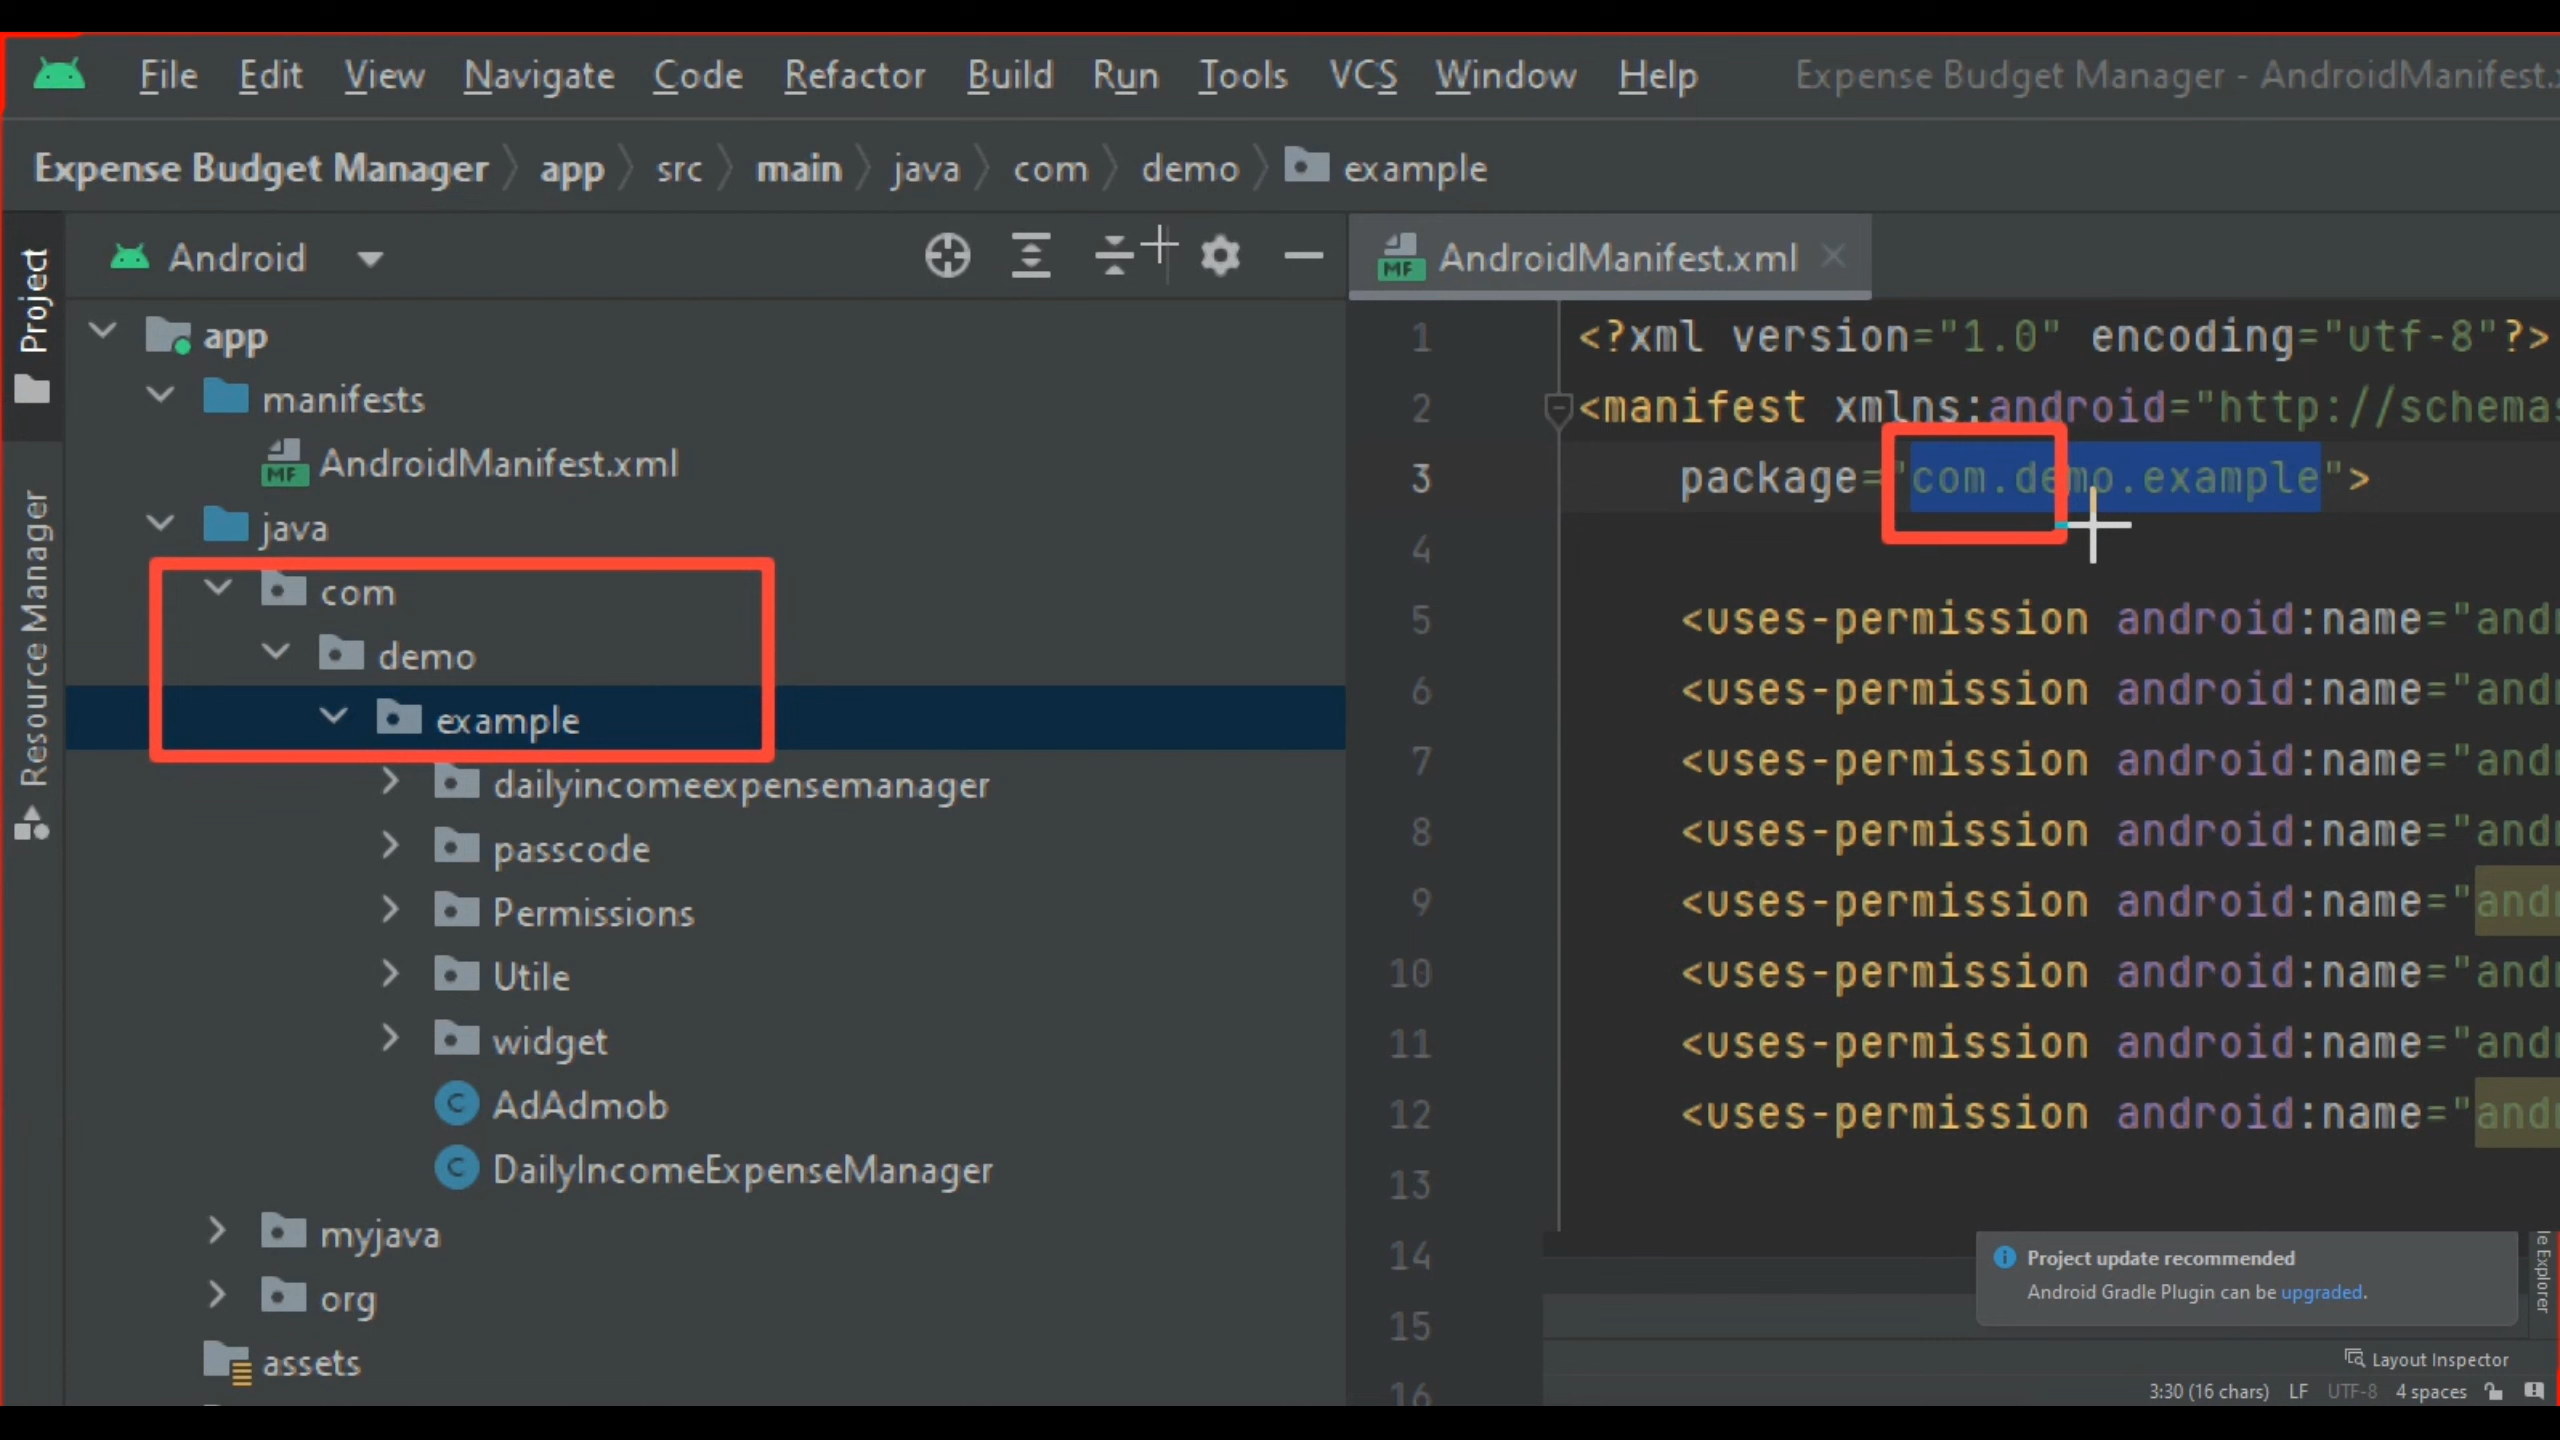 File Edit View Navigate Code Refactor Build Run Tools VCS Window Help Expense Budget Manager - AndroidManifest.
Expense Budget Manager app src main java com demo example
Project
Resource Manager
Android
app
manifests
MF AndroidManifest.xml
java
com
demo
example
dailyincomeexpensemanager
passcode
Permissions
Utile
widget
C AdAdmob
C DailyIncomeExpenseManager
myjava
org
assets
MF AndroidManifest.xml
1 <?xml version="1.0" encoding="utf-8"?>
2 <manifest xmlns:android="http://schemas
3 package="com.demo.example">
4
5 <uses-permission android:name="and
6 <uses-permission android:name="and
7 <uses-permission android:name="and
8 <uses-permission android:name="and
9 <uses-permission android:name="and
10 <uses-permission android:name="and
11 <uses-permission android:name="and
12 <uses-permission android:name="and
13
14
15
16
Project update recommended
Android Gradle Plugin can be upgraded.
le Explorer
Layout Inspector
3:30 (16 chars) LF UTF-8 4 spaces